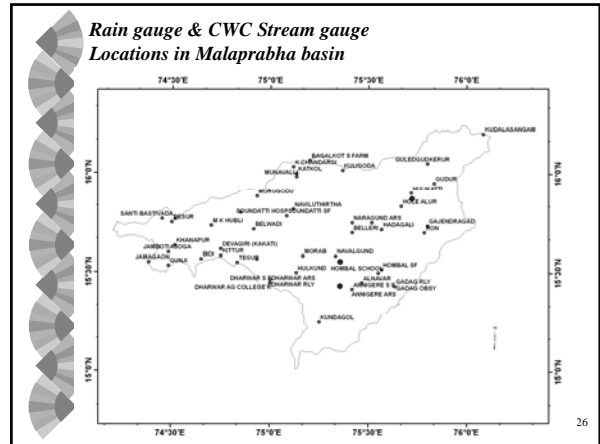 Rain gauge & CWC Stream gauge
Locations in Malaprabha basin
74°30'E 75°0'E 75°30'E 76°0'E
KUDALASANGAM
BAGALKOT S FARM
K CHANDARGI
GULEDGUDKERUR
KATKOL
KULIGODA
16°0'N 16°0'N
MUNAVALLI
GUDUR
HOLE ALUR
NAVILUTHIRTHA
SANTI BASTIVADA
DESUR
SOUNDATTI HOSP
SOUNDATTI SF
M K HUBLI
BELWADI
NARAGUND ARS
GAJENDRAGAD
HADAGALI
RON
BELLERI
KHANAPUR
JAMBOTI
ASOGA
DEVAGIRI (KAKATI)
KITTUR
MORAB
NAVALGUND
JAMAGAON
GUNJI
BIDI
TEGUR
15°30'N 15°30'N
HULKUND
HOMBAL SCHOOL
HOMBAL SF
DHARWAR S F
DHARWAR ARS
DHARWAR RLY
DHARWAR AG COLLEGE
ALNAVAR
ANNIGERE S
GADAG RLY
GADAG OBSY
ANNIGERE ARS
KUNDAGOL
15°0'N 15°0'N
74°30'E 75°0'E 75°30'E 76°0'E
26